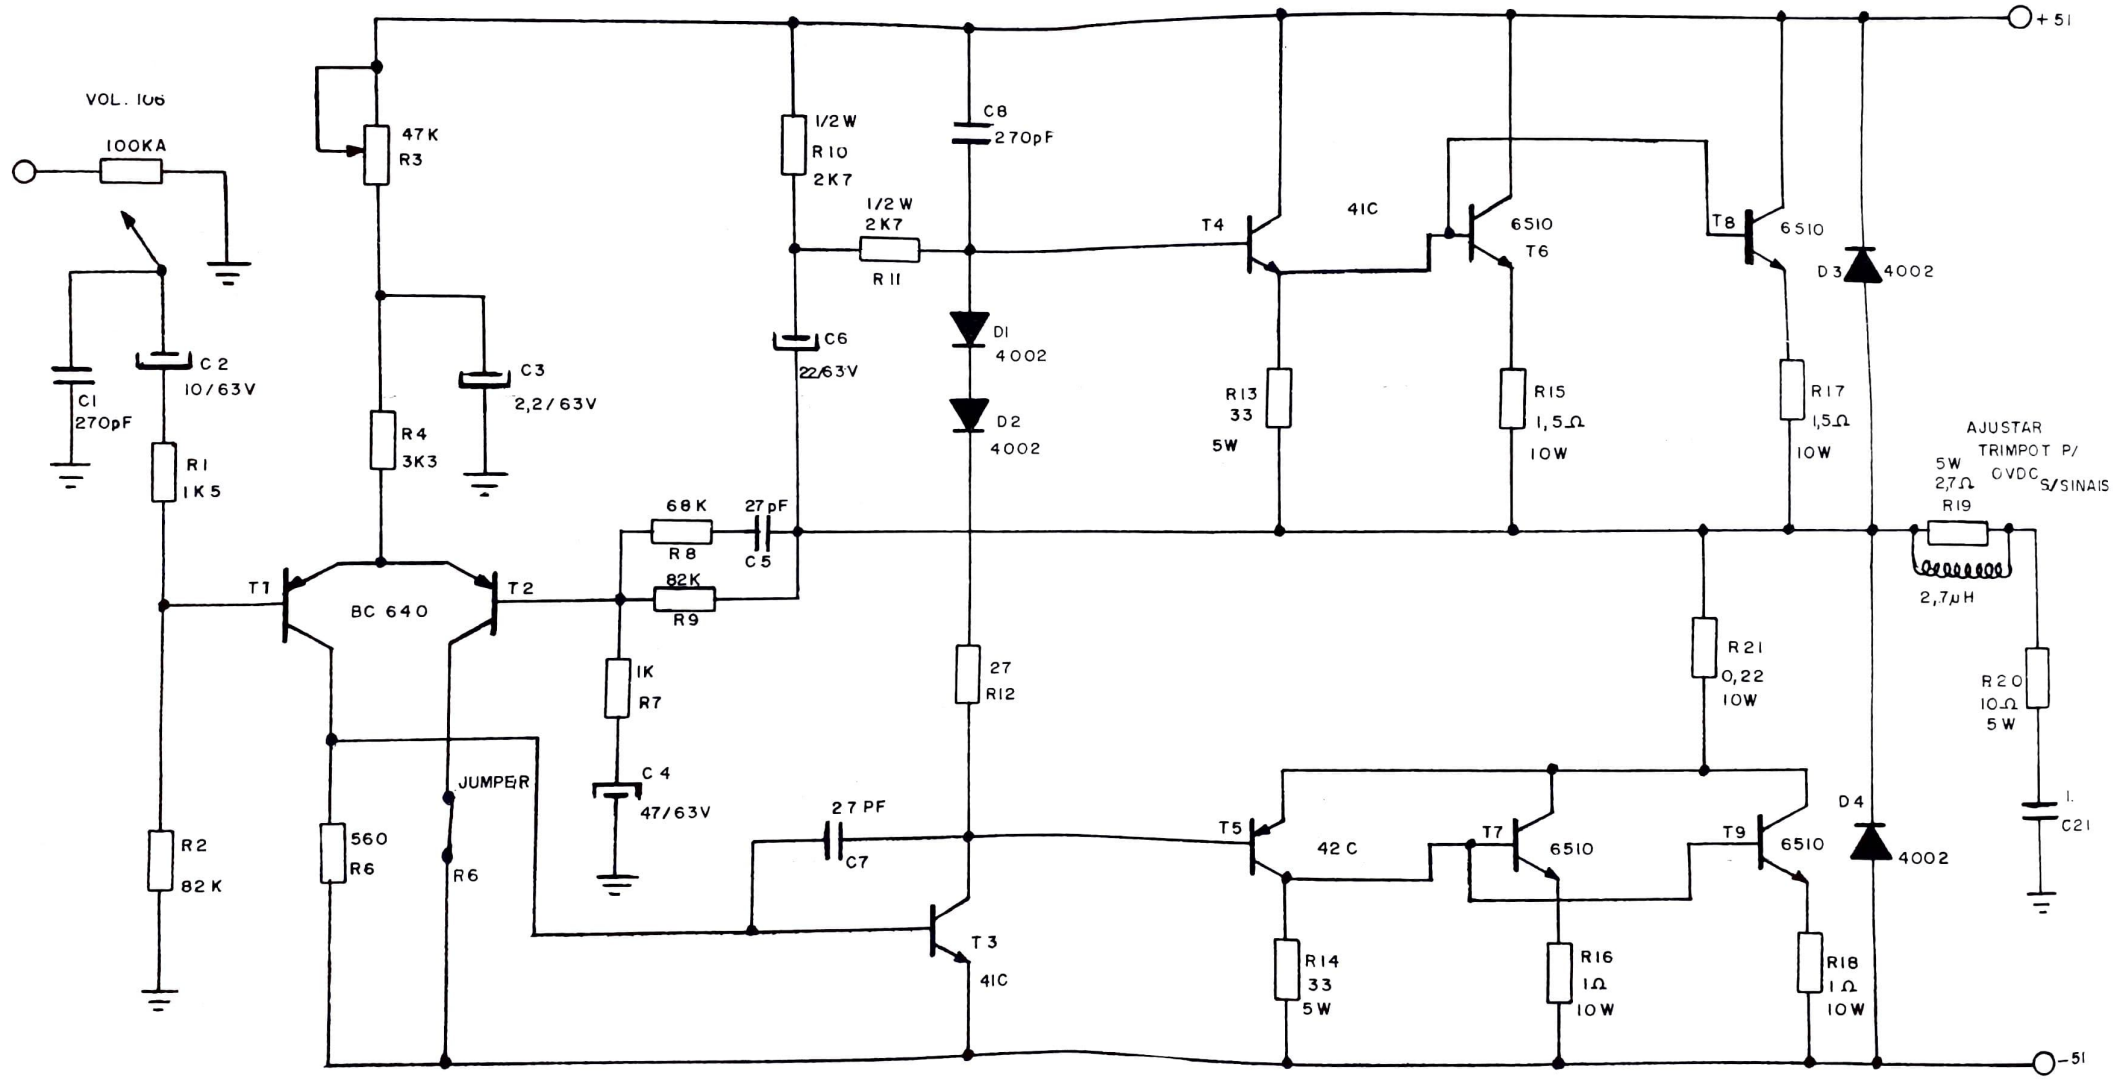 VOL. 106
100KA
47K
R3
C1
270pF
C2
10/63V
R1
1K5
R2
82K
R4
3K3
C3
2,2/63V
T1
BC 640
T2
560
R6
JUMPER
R6
68K
R8
27pF
C5
82K
R9
1K
R7
C4
47/63V
1/2W
R10
2K7
1/2W
2K7
R11
C6
22/63V
C8
270pF
D1
4002
D2
4002
27
R12
27PF
C7
T3
41C
T4
41C
R13
33
5W
6510
T6
R15
1,5Ω
10W
T8
6510
R17
1,5Ω
10W
D3
4002
AJUSTAR
TRIMPOT P/
0VDC
S/SINAIS
5W
2,7Ω
R19
2,7µH
R21
0,22
10W
R20
10Ω
5W
1.
C21
T5
42C
R14
33
5W
T7
6510
R16
1Ω
10W
T9
6510
R18
1Ω
10W
D4
4002
+51
-51